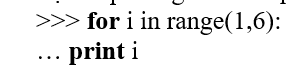 >>> for i in range(1,6):
… print i